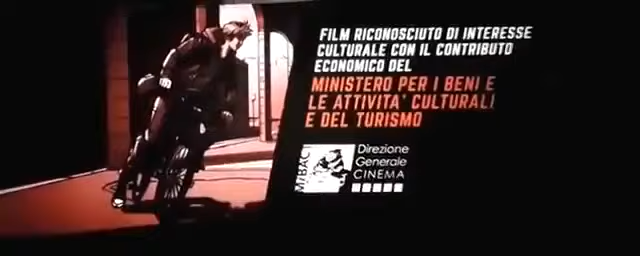 FILM RICONOSCIUTO DI INTERESSE
CULTURALE CON IL CONTRIBUTO
ECONOMICO DEL
MINISTERO PER I BENI E
LE ATTIVITA' CULTURALI
E DEL TURISMO
MiBAC
Direzione
Generale
CINEMA